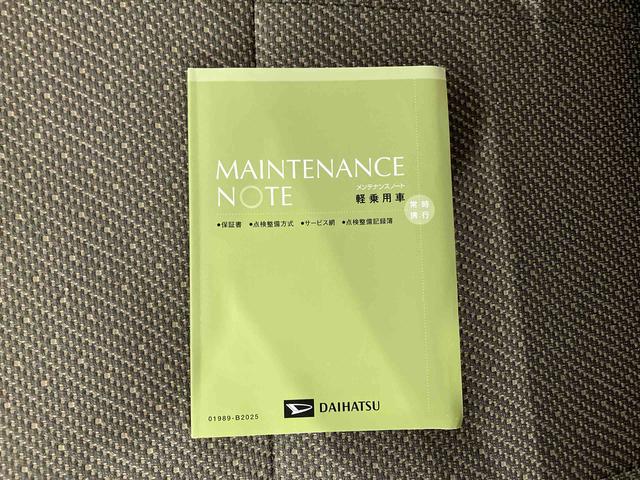 MAINTENANCE
NOTE
メンテナンスノート
軽乗用車
常時
携行
●保証書 ●点検整備方式 ●サービス網 ●点検整備記録簿
01989-B2025
DAIHATSU